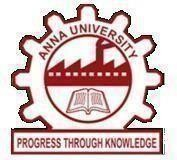 ANNA UNIVERSITY
PROGRESS THROUGH KNOWLEDGE